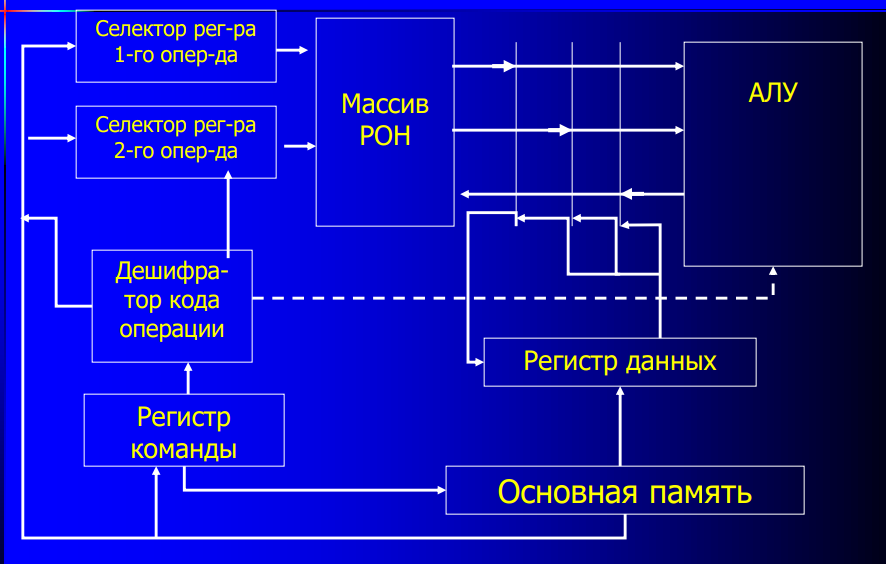 Селектор рег-ра
1-го опер-да
Селектор рег-ра
2-го опер-да
Массив
РОН
АЛУ
Дешифра-
тор кода
операции
Регистр данных
Регистр
команды
Основная память